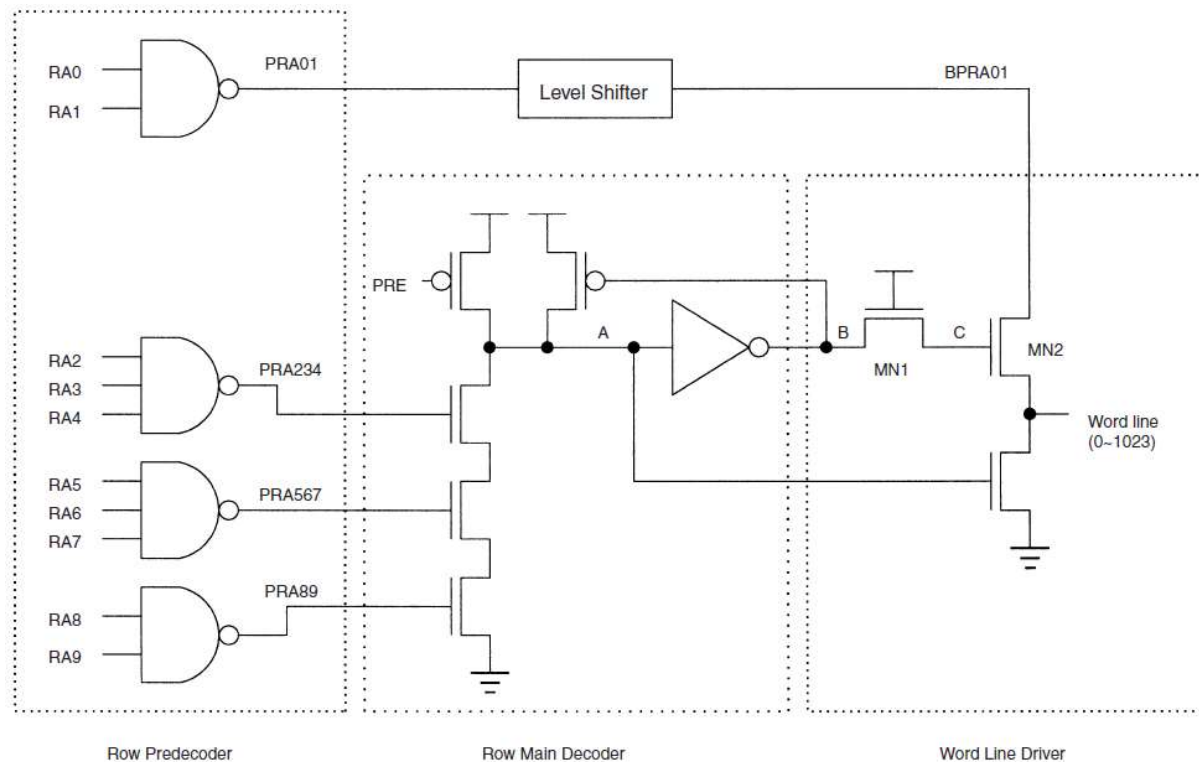 RA0
RA1
PRA01
Level Shifter
BPRA01
PRE
A
B
C
MN1
MN2
RA2
RA3
RA4
PRA234
Word line
(0~1023)
RA5
RA6
RA7
PRA567
RA8
RA9
PRA89
Row Predecoder
Row Main Decoder
Word Line Driver